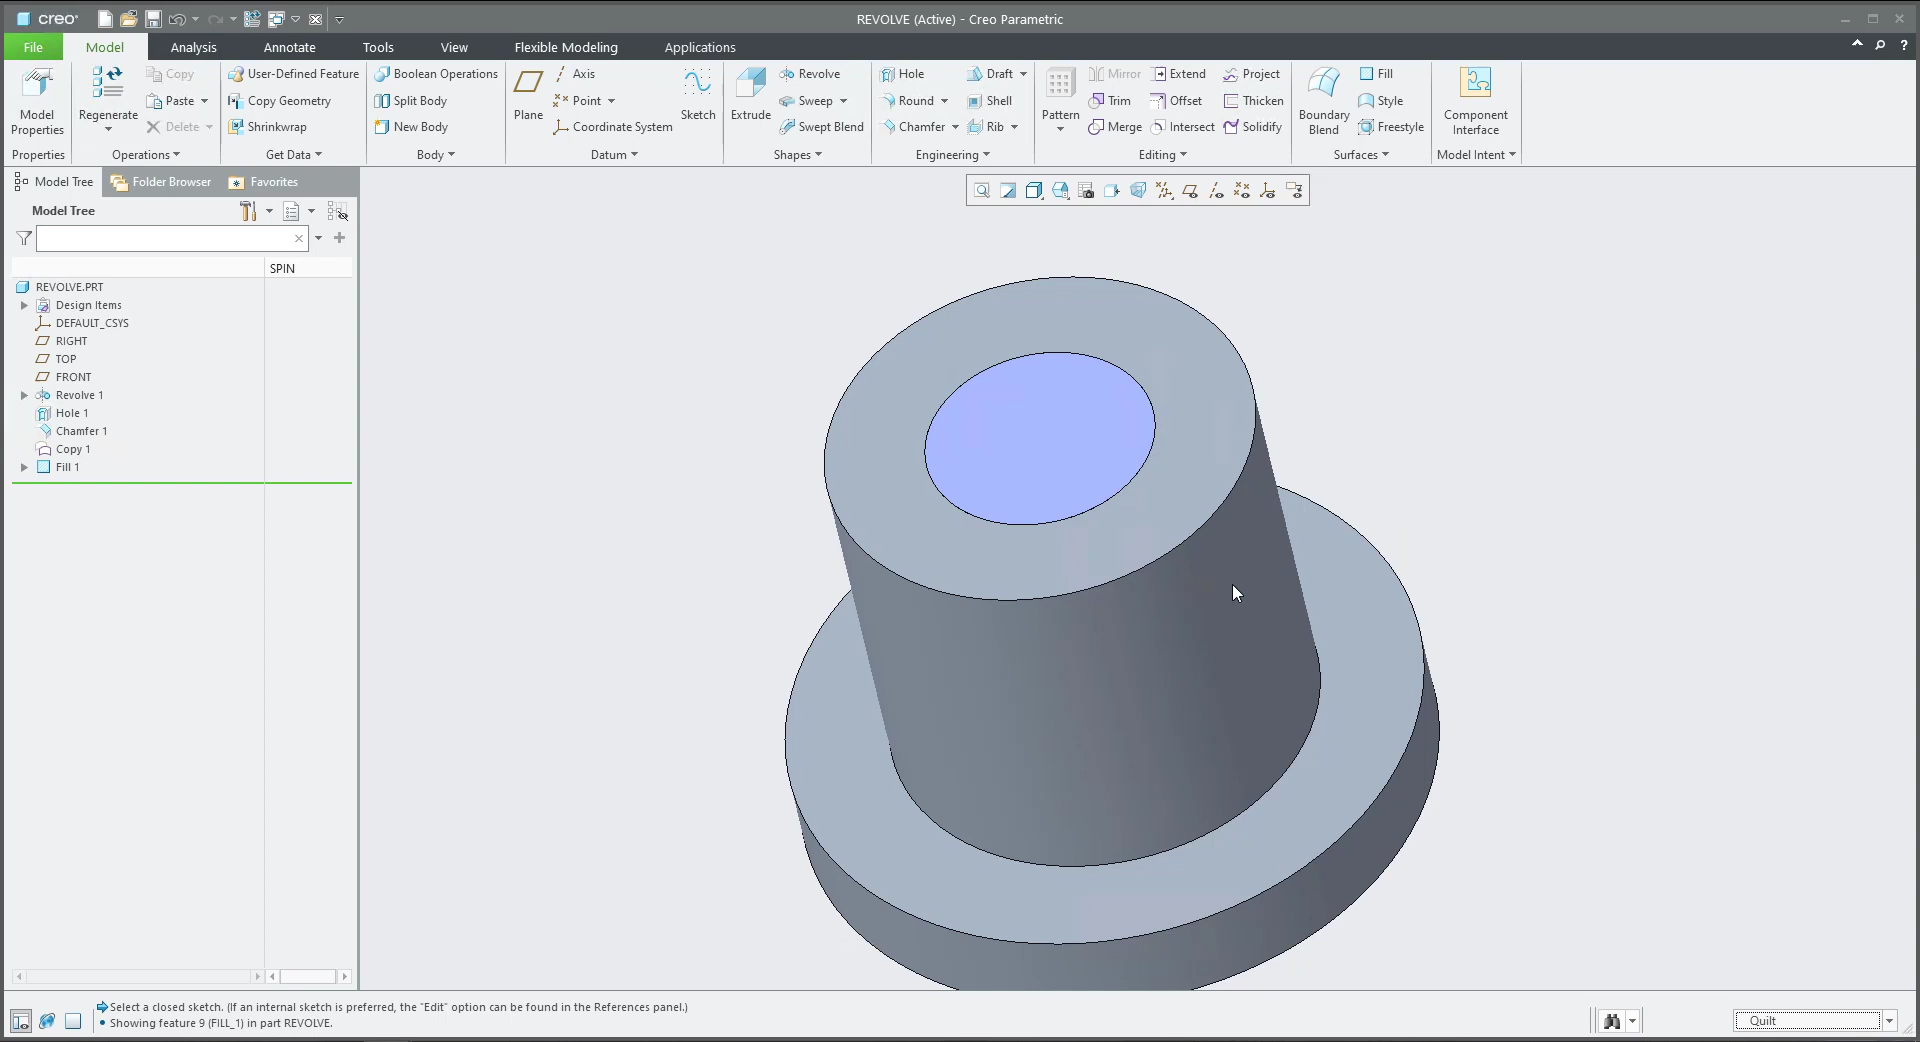 creo®
REVOLVE (Active) - Creo Parametric
File Model Analysis Annotate Tools View Flexible Modeling Applications
Model Properties
Properties
Regenerate
Copy
Paste
Delete
Operations
User-Defined Feature
Copy Geometry
Shrinkwrap
Get Data
Boolean Operations
Split Body
New Body
Body
Plane
Axis
Point
Coordinate System
Sketch
Datum
Extrude
Revolve
Sweep
Swept Blend
Shapes
Hole
Round
Chamfer
Draft
Shell
Rib
Engineering
Pattern
Mirror
Trim
Merge
Extend
Offset
Intersect
Project
Thicken
Solidify
Editing
Boundary Blend
Fill
Style
Freestyle
Surfaces
Component Interface
Model Intent
Model Tree Folder Browser Favorites
Model Tree
SPIN
REVOLVE.PRT
Design Items
DEFAULT_CSYS
RIGHT
TOP
FRONT
Revolve 1
Hole 1
Chamfer 1
Copy 1
Fill 1
Select a closed sketch. (If an internal sketch is preferred, the "Edit" option can be found in the References panel.)
• Showing feature 9 (FILL_1) in part REVOLVE.
Quilt